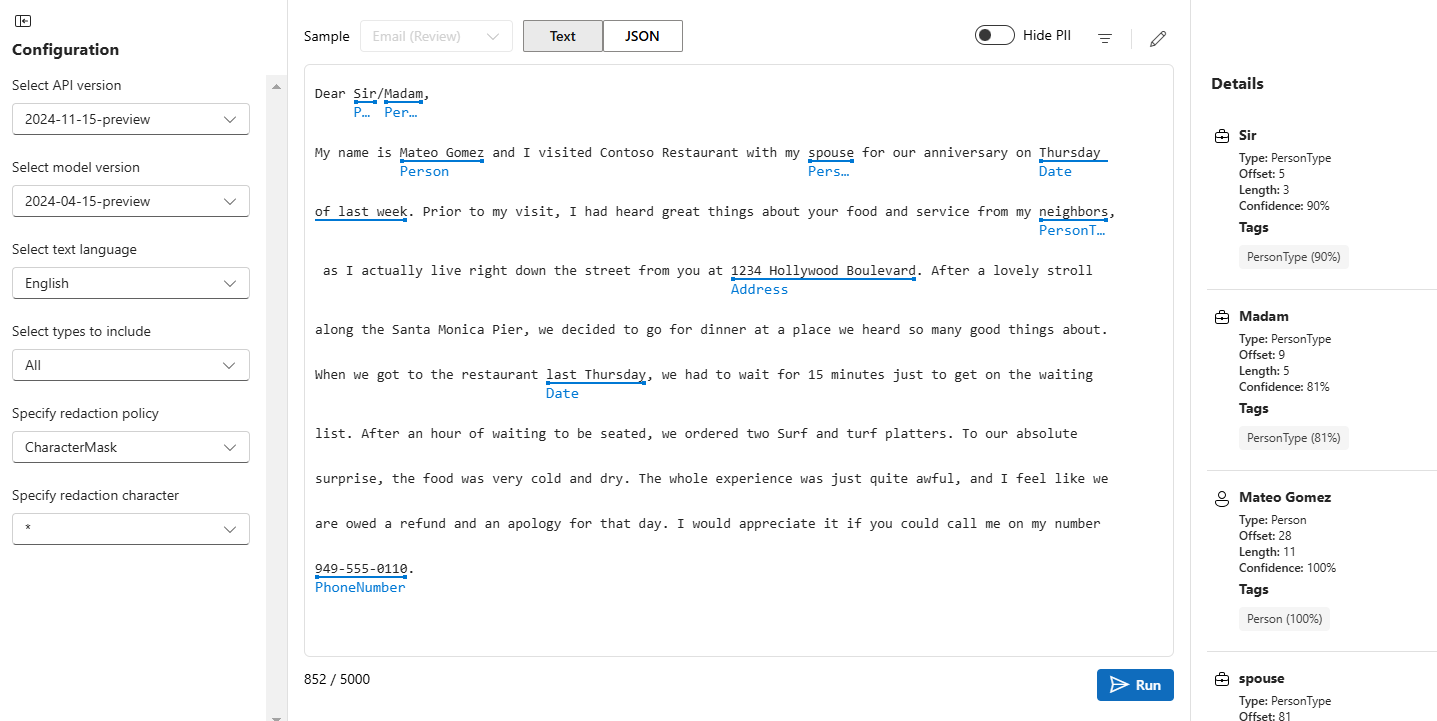 Configuration
Select API version
2024-11-15-preview
Select model version
2024-04-15-preview
Select text language
English
Select types to include
All
Specify redaction policy
CharacterMask
Specify redaction character
*
Sample
Email (Review)
Text
JSON
Hide PII
Dear Sir/Madam,
P… Per…
My name is Mateo Gomez and I visited Contoso Restaurant with my spouse for our anniversary on Thursday
Person Pers… Date
of last week. Prior to my visit, I had heard great things about your food and service from my neighbors,
PersonT…
as I actually live right down the street from you at 1234 Hollywood Boulevard. After a lovely stroll
Address
along the Santa Monica Pier, we decided to go for dinner at a place we heard so many good things about.
When we got to the restaurant last Thursday, we had to wait for 15 minutes just to get on the waiting
Date
list. After an hour of waiting to be seated, we ordered two Surf and turf platters. To our absolute
surprise, the food was very cold and dry. The whole experience was just quite awful, and I feel like we
are owed a refund and an apology for that day. I would appreciate it if you could call me on my number
949-555-0110.
PhoneNumber
852 / 5000
Run
Details
Sir
Type: PersonType
Offset: 5
Length: 3
Confidence: 90%
Tags
PersonType (90%)
Madam
Type: PersonType
Offset: 9
Length: 5
Confidence: 81%
Tags
PersonType (81%)
Mateo Gomez
Type: Person
Offset: 28
Length: 11
Confidence: 100%
Tags
Person (100%)
spouse
Type: PersonType
Offset: 81